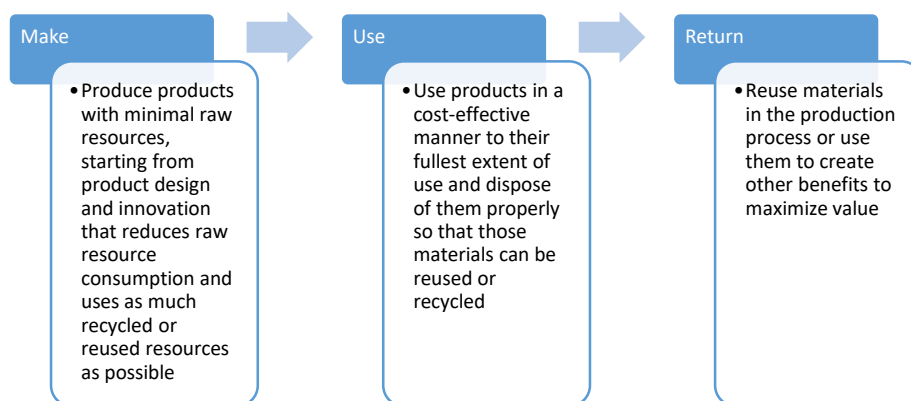 Make
•Produce products
with minimal raw
resources,
starting from
product design
and innovation
that reduces raw
resource
consumption and
uses as much
recycled or
reused resources
as possible
Use
•Use products in a
cost-effective
manner to their
fullest extent of
use and dispose
of them properly
so that those
materials can be
reused or
recycled
Return
•Reuse materials
in the production
process or use
them to create
other benefits to
maximize value